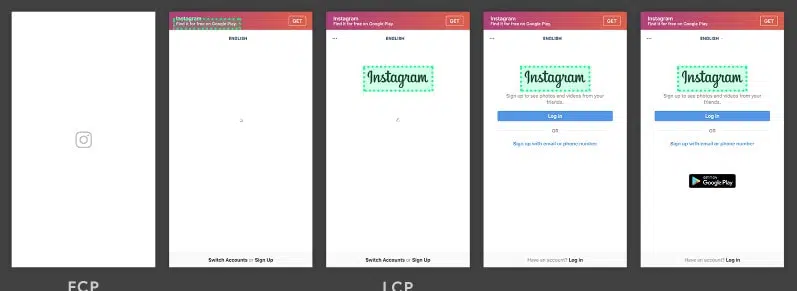 Instagram
Find it for free on Google Play.
GET
ENGLISH
Switch Accounts or Sign Up
Instagram
Find it for free on Google Play.
GET
ENGLISH
Instagram
Switch Accounts or Sign Up
Instagram
Find it for free on Google Play.
GET
ENGLISH
Instagram
Sign up to see photos and videos from your
friends.
Log in
OR
Sign up with email or phone number
Have an account? Log in
Instagram
Find it for free on Google Play.
GET
ENGLISH
Instagram
Sign up to see photos and videos from your
friends.
Log in
OR
Sign up with email or phone number
GET IT ON
Google Play
Have an account? Log in
FCP
LCP